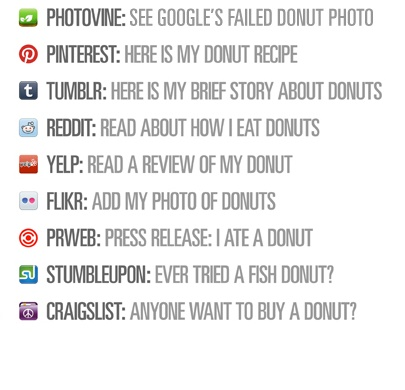 PHOTOVINE: SEE GOOGLE'S FAILED DONUT PHOTO
PINTEREST: HERE IS MY DONUT RECIPE
TUMBLR: HERE IS MY BRIEF STORY ABOUT DONUTS
REDDIT: READ ABOUT HOW I EAT DONUTS
YELP: READ A REVIEW OF MY DONUT
FLIKR: ADD MY PHOTO OF DONUTS
PRWEB: PRESS RELEASE: I ATE A DONUT
STUMBLEUPON: EVER TRIED A FISH DONUT?
CRAIGSLIST: ANYONE WANT TO BUY A DONUT?